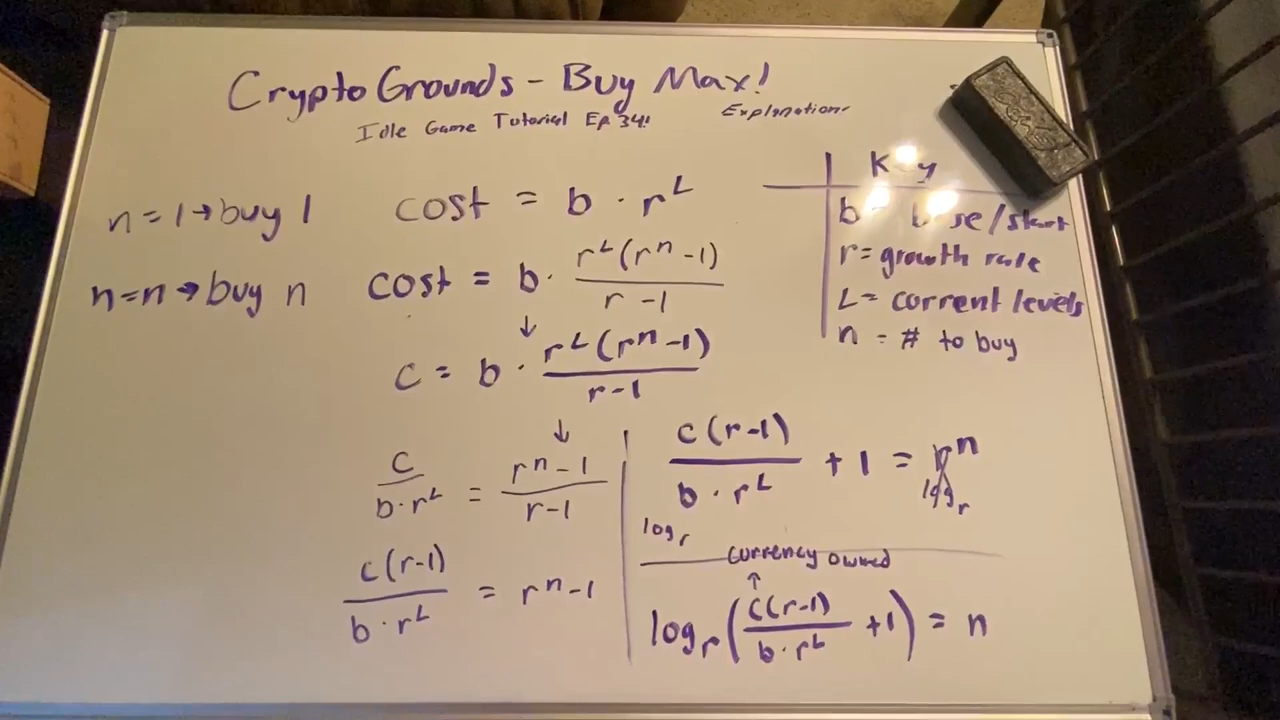 Crypto Grounds - Buy Max!
Idle Game Tutorial Ep. 34!
Explanation
n = 1 → buy 1
cost = b · r^L
n = n → buy n
cost = b · r^L (r^n - 1) / r - 1
↓
c = b · r^L (r^n - 1) / r - 1
↓
c / b · r^L = r^n - 1 / r - 1
c(r-1) / b · r^L = r^n - 1
Key
b = base/start
r = growth rate
L = current levels
n = # to buy
c(r-1) / b · r^L + 1 = r^n
log_r
log_r
currency owned
↑
log_r ( c(r-1) / b · r^L + 1 ) = n